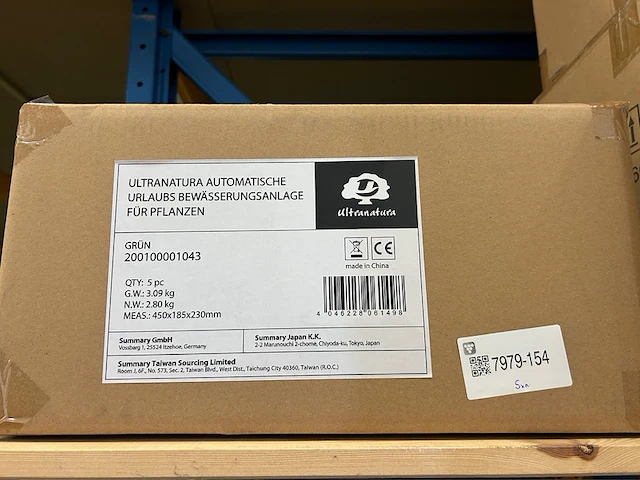 ULTRANATURA AUTOMATISCHE
URLAUBS BEWÄSSERUNGSANLAGE
FÜR PFLANZEN
Ultranatura
GRÜN
200100001043
CE
made in China
QTY: 5 pc
G.W.: 3.09 kg
N.W.: 2.80 kg
MEAS.: 450x185x230mm
4 046228 061498
Summary GmbH
Vossbarg 1, 25524 Itzehoe, Germany
Summary Japan K.K.
2-2 Marunouchi 2-chome, Chiyoda-ku, Tokyo, Japan
Summary Taiwan Sourcing Limited
Room J, 6F., No. 573, Sec. 2, Taiwan Blvd., West Dist., Taichung City 40360, Taiwan (R.O.C.)
7979-154